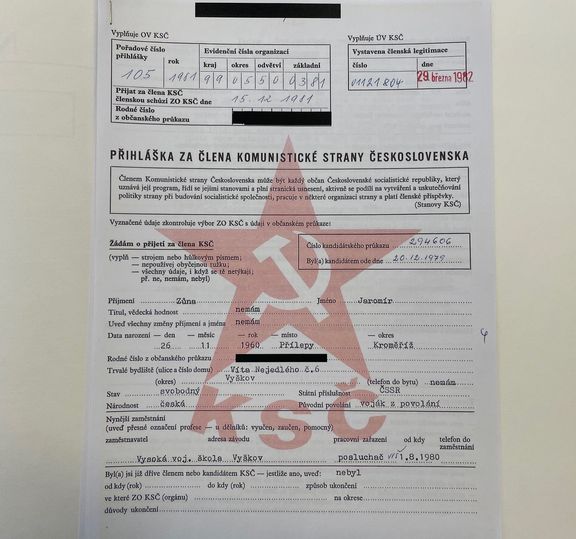 Vyplňuje OV KSČ
Vyplňuje ÚV KSČ
Pořadové číslo přihlášky
rok
Evidenční čísla organizací
kraj okres odvětví základní
105 1981 99 05 50 0381
Vystavena členská legitimace
číslo dne
01121804 29. března 1982
Přijat za člena KSČ
členskou schůzí ZO KSČ dne 15. 12. 1981
Rodné číslo
z občanského průkazu
PŘIHLÁŠKA ZA ČLENA KOMUNISTICKÉ STRANY ČESKOSLOVENSKA
Členem Komunistické strany Československa může být každý občan Československé socialistické republiky, který
uznává její program, řídí se jejími stanovami a plní stranická usnesení, aktivně se podílí na vytváření a uskutečňování
politiky strany při budování socialistické společnosti, pracuje v některé organizaci strany a platí členské příspěvky.
(Stanovy KSČ)
Vyznačené údaje zkontroluje výbor ZO KSČ s údaji v občanském průkazu:
Žádám o přijetí za člena KSČ
(vyplň — strojem nebo hůlkovým písmem;
— nepoužívej obyčejnou tužku;
— všechny údaje, i když se tě netýkají;
př. ne, nemám, nebyl)
Číslo kandidátského průkazu 294606
Byl(a) kandidátem ode dne 20.12.1979
Příjmení Zůna Jméno Jaromír
Titul, vědecká hodnost nemám
Uveď všechny změny příjmení a jména nemám
Datum narození — den — měsíc — rok — místo — okres
26 11 1960 Přílepy Kroměříž
Rodné číslo z občanského průkazu
Trvalé bydliště (ulice a číslo domu) Víta Nejedlého č.6
(okres) Vyškov (telefon do bytu) nemám
Stav svobodný Státní příslušnost ČSSR
Národnost česká Původní povolání voják z povolání
KSČ
Nynější zaměstnání
(uveď přesné označení práce — u dělníků: vyučen, zaučen, pomocný)
zaměstnavatel adresa závodu pracovní zařazení od kdy telefon do zaměstnání
Vysoká voj. škola Vyškov posluchač VVŠ 1.8.1980
Byl(a) jsi již dříve členem nebo kandidátem KSČ — jestliže ano, uveď: nebyl
od kdy (rok) do kdy (rok) způsob ukončení
ve které ZO KSČ (orgánu) na okrese
důvody ukončení